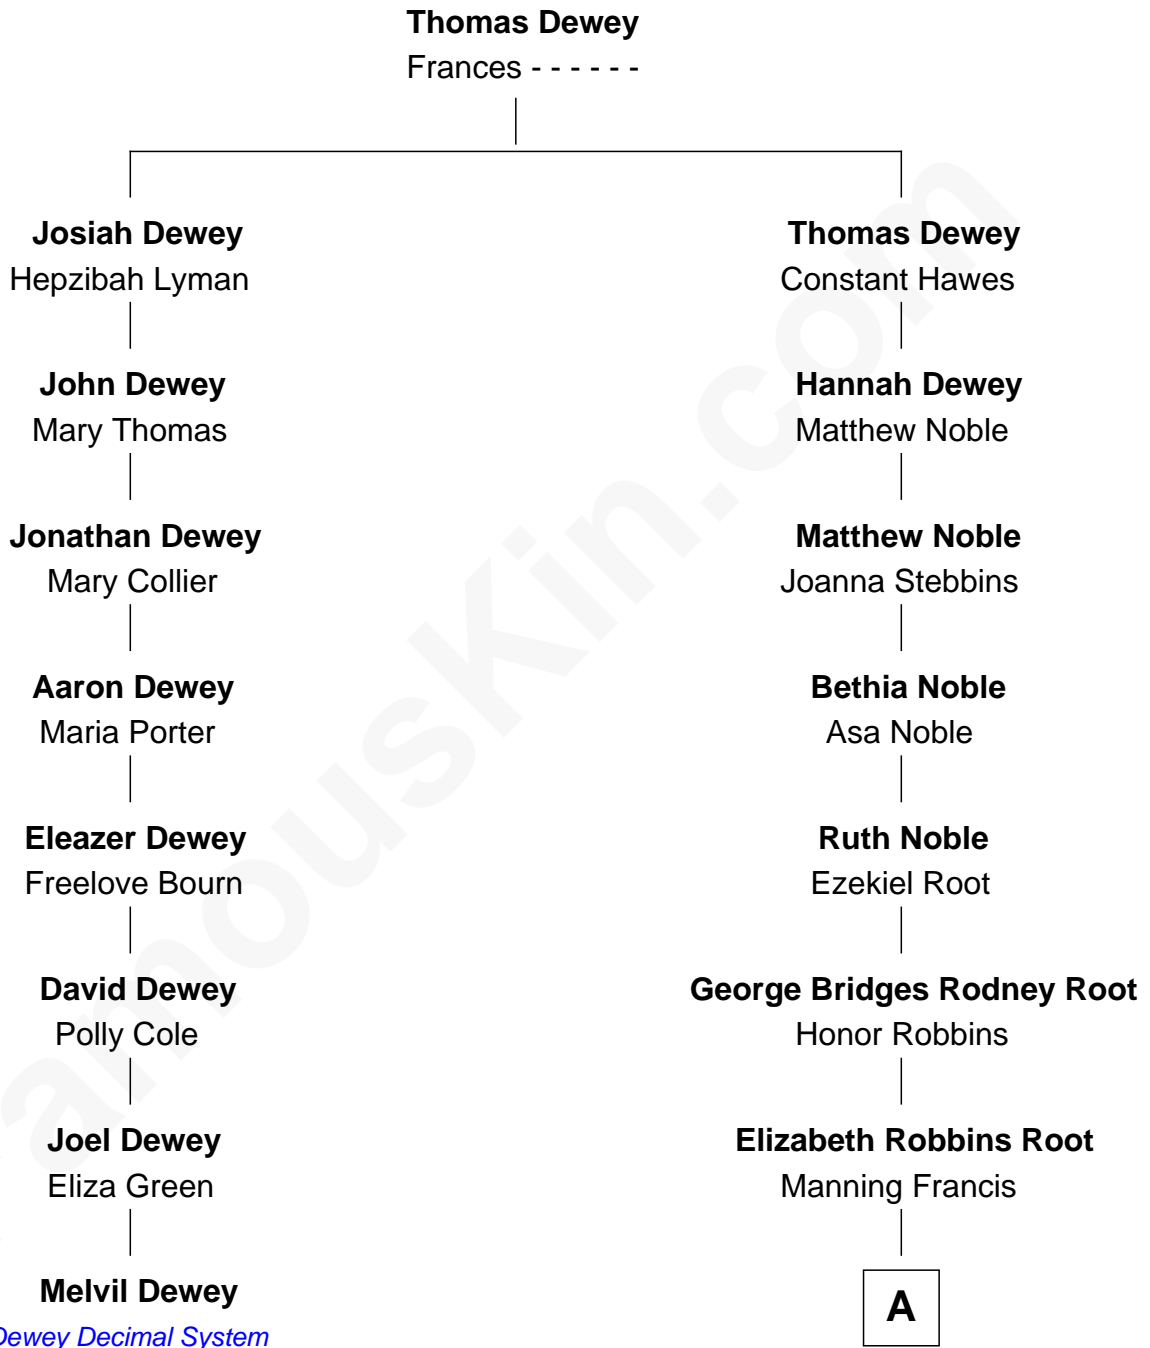 Thomas Dewey
Frances - - - - - -
Josiah Dewey
Hepzibah Lyman
Thomas Dewey
Constant Hawes
John Dewey
Mary Thomas
Hannah Dewey
Matthew Noble
Jonathan Dewey
Mary Collier
Matthew Noble
Joanna Stebbins
Aaron Dewey
Maria Porter
Bethia Noble
Asa Noble
Eleazer Dewey
Freelove Bourn
Ruth Noble
Ezekiel Root
David Dewey
Polly Cole
George Bridges Rodney Root
Honor Robbins
Joel Dewey
Eliza Green
Elizabeth Robbins Root
Manning Francis
Melvil Dewey
Dewey Decimal System
A
amouskin.com